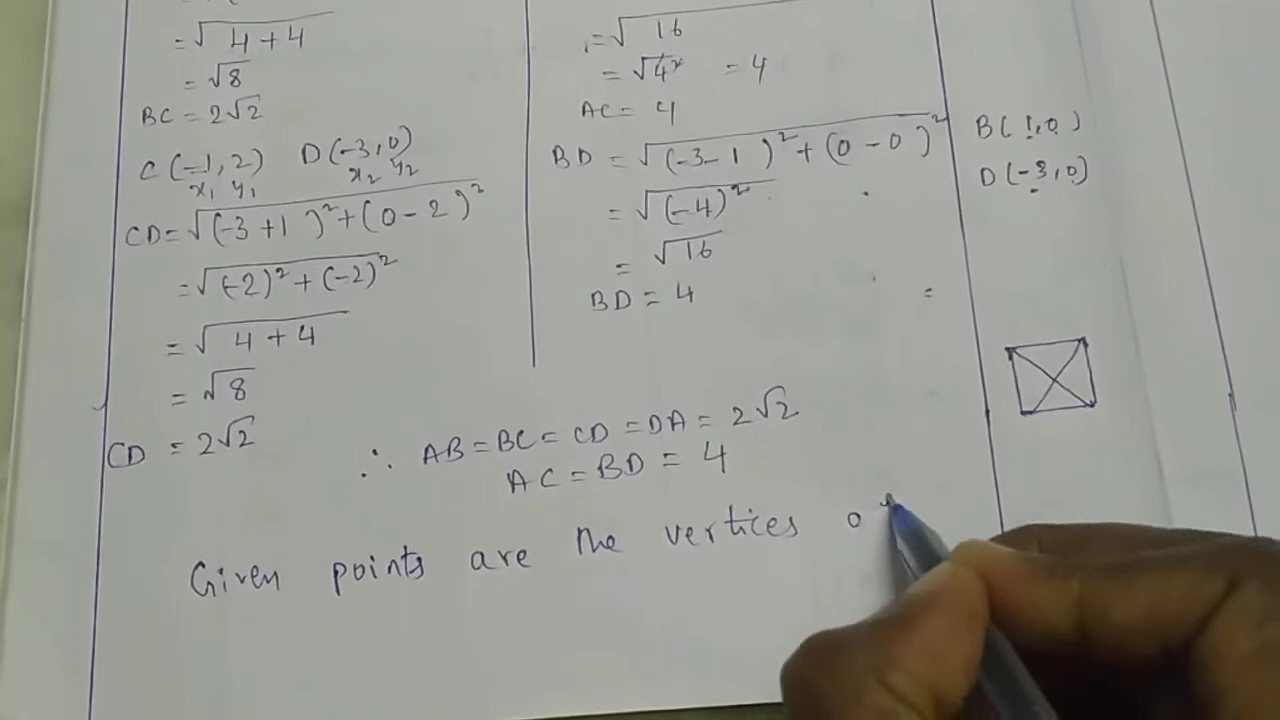 = √4 + 4
= √8
BC = 2√2
C (-1, 2) D (-3, 0)
x₁ y₁ x₂ y₂
CD = √(-3 + 1)² + (0 - 2)²
= √(-2)² + (-2)²
= √4 + 4
= √8
CD = 2√2
= √16
= √4² = 4
AC = 4
BD = √(-3 - 1)² + (0 - 0)²
= √(-4)²
= √16
BD = 4
=
B (1, 0)
D (-3, 0)
∴ AB = BC = CD = DA = 2√2
AC = BD = 4
Given points are the vertices